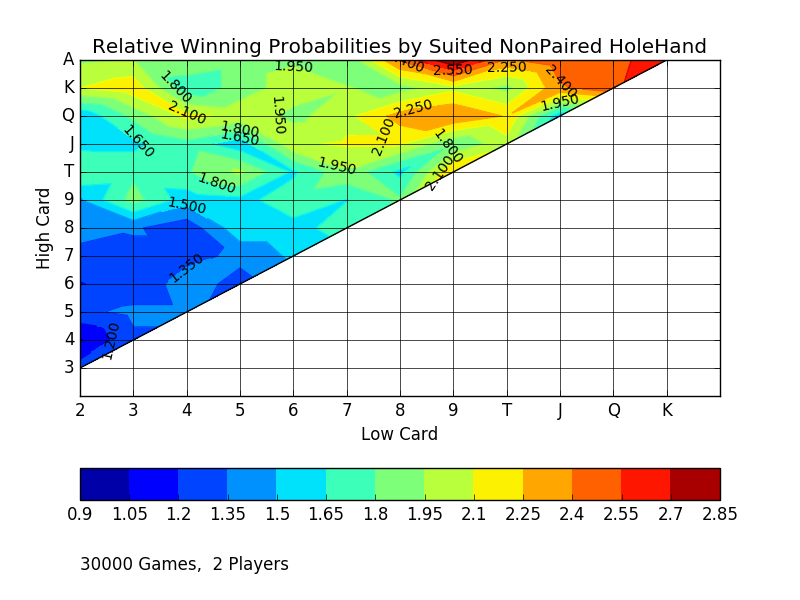 Relative Winning Probabilities by Suited NonPaired HoleHand
A
K
Q
J
T
9
8
7
6
5
4
3
High Card
1.950
2.550
2.250
2.400
1.800
2.100
1.950
2.250
1.950
1.650
1.800
1.650
2.100
1.800
1.950
1.800
2.100
1.500
1.350
1.200
2 3 4 5 6 7 8 9 T J Q K
Low Card
0.9 1.05 1.2 1.35 1.5 1.65 1.8 1.95 2.1 2.25 2.4 2.55 2.7 2.85
30000 Games, 2 Players